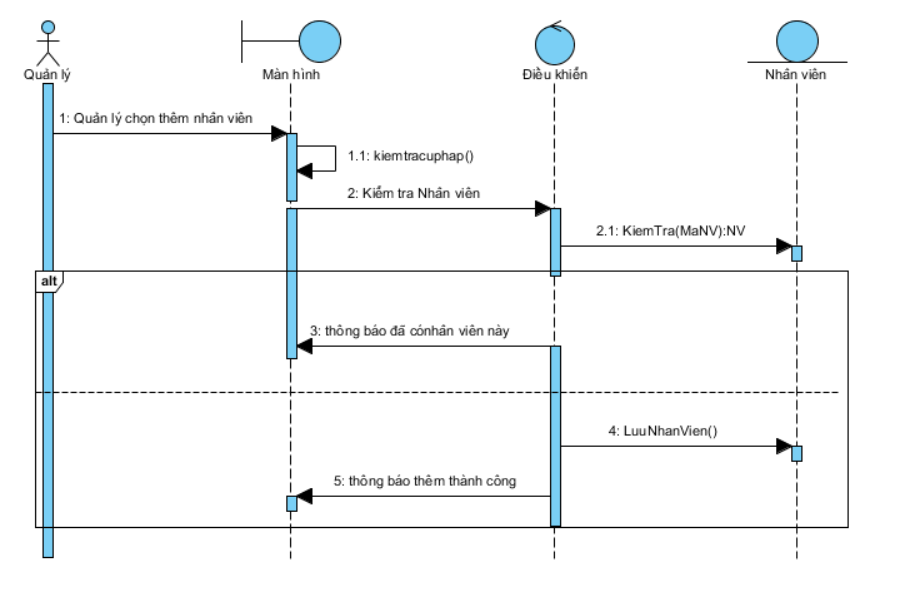 Quản lý
Màn hình
Điều khiển
Nhân viên
1: Quản lý chọn thêm nhân viên
1.1: kiemtracuphap()
2: Kiểm tra Nhân viên
2.1: KiemTra(MaNV):NV
alt
3: thông báo đã cónhân viên này
4: LuuNhanVien()
5: thông báo thêm thành công